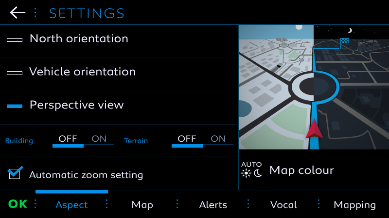 SETTINGS
North orientation
Vehicle orientation
Perspective view
Building OFF ON Terrain OFF ON
Automatic zoom setting
AUTO
Map colour
OK Aspect Map Alerts Vocal Mapping